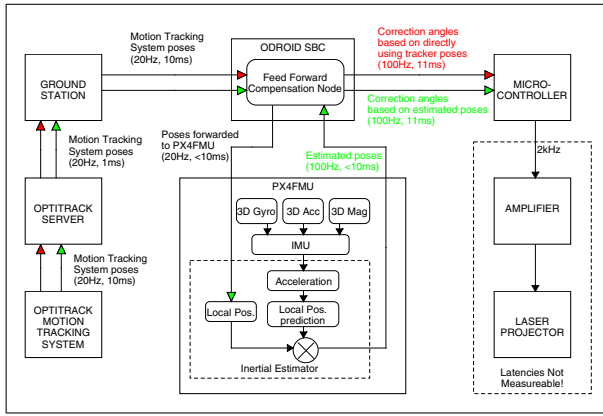 Motion Tracking
System poses
(20Hz, 10ms)
ODROID SBC
Correction angles
based on directly
using tracker poses
(100Hz, 11ms)
GROUND
STATION
Feed Forward
Compensation Node
MICRO-
CONTROLLER
Correction angles
based on estimated poses
(100Hz, 11ms)
Motion Tracking
System poses
(20Hz, 1ms)
Poses forwarded
to PX4FMU
(20Hz, <10ms)
Estimated poses
(100Hz, <10ms)
2kHz
PX4FMU
OPTITRACK
SERVER
3D Gyro
3D Acc
3D Mag
AMPLIFIER
IMU
Motion Tracking
System poses
(20Hz, 10ms)
Acceleration
Local Pos.
Local Pos.
prediction
OPTITRACK
MOTION
TRACKING
SYSTEM
LASER
PROJECTOR
Inertial Estimator
Latencies Not
Measureable!